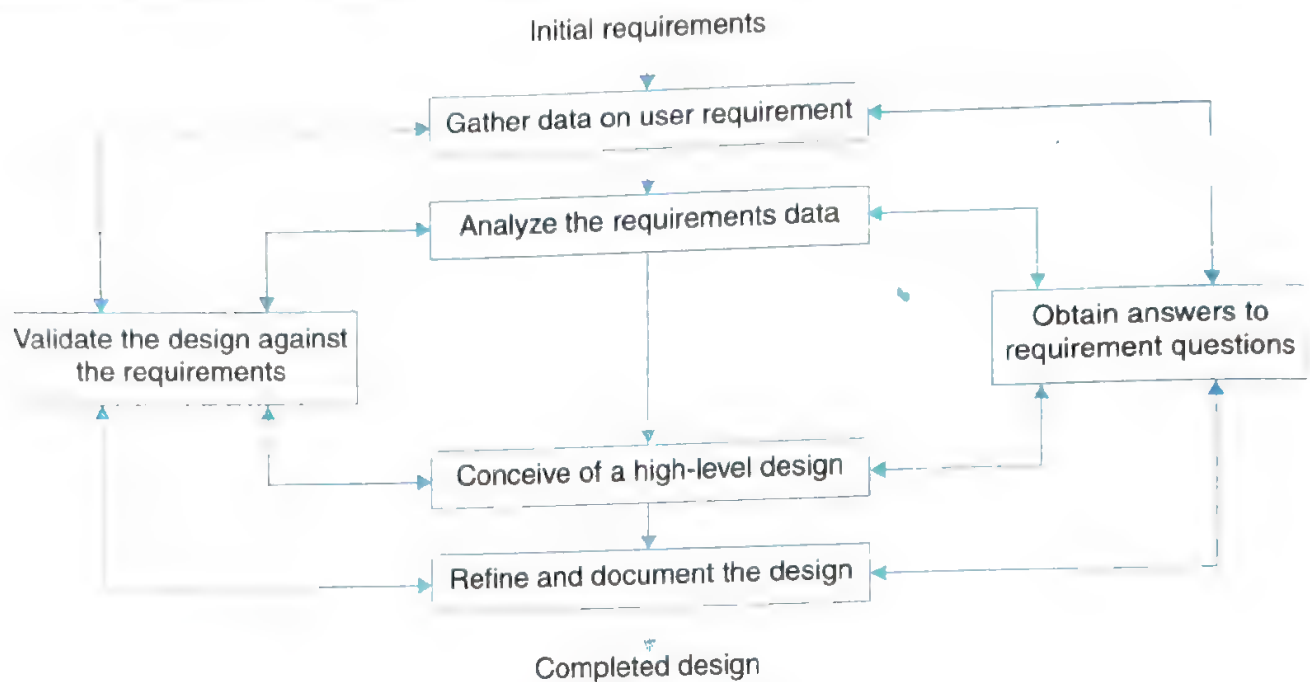 Initial requirements
Gather data on user requirement
Analyze the requirements data
Validate the design against
the requirements
Obtain answers to
requirement questions
Conceive of a high-level design
Refine and document the design
Completed design